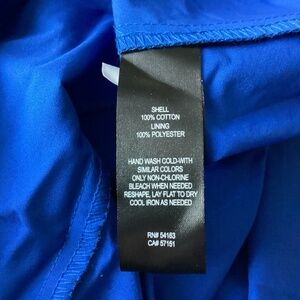 SHELL
100% COTTON
LINING
100% POLYESTER
HAND WASH COLD-WITH
SIMILAR COLORS
ONLY NON-CHLORINE
BLEACH WHEN NEEDED
RESHAPE, LAY FLAT TO DRY
COOL IRON AS NEEDED
RN# 54163
CA# 57151